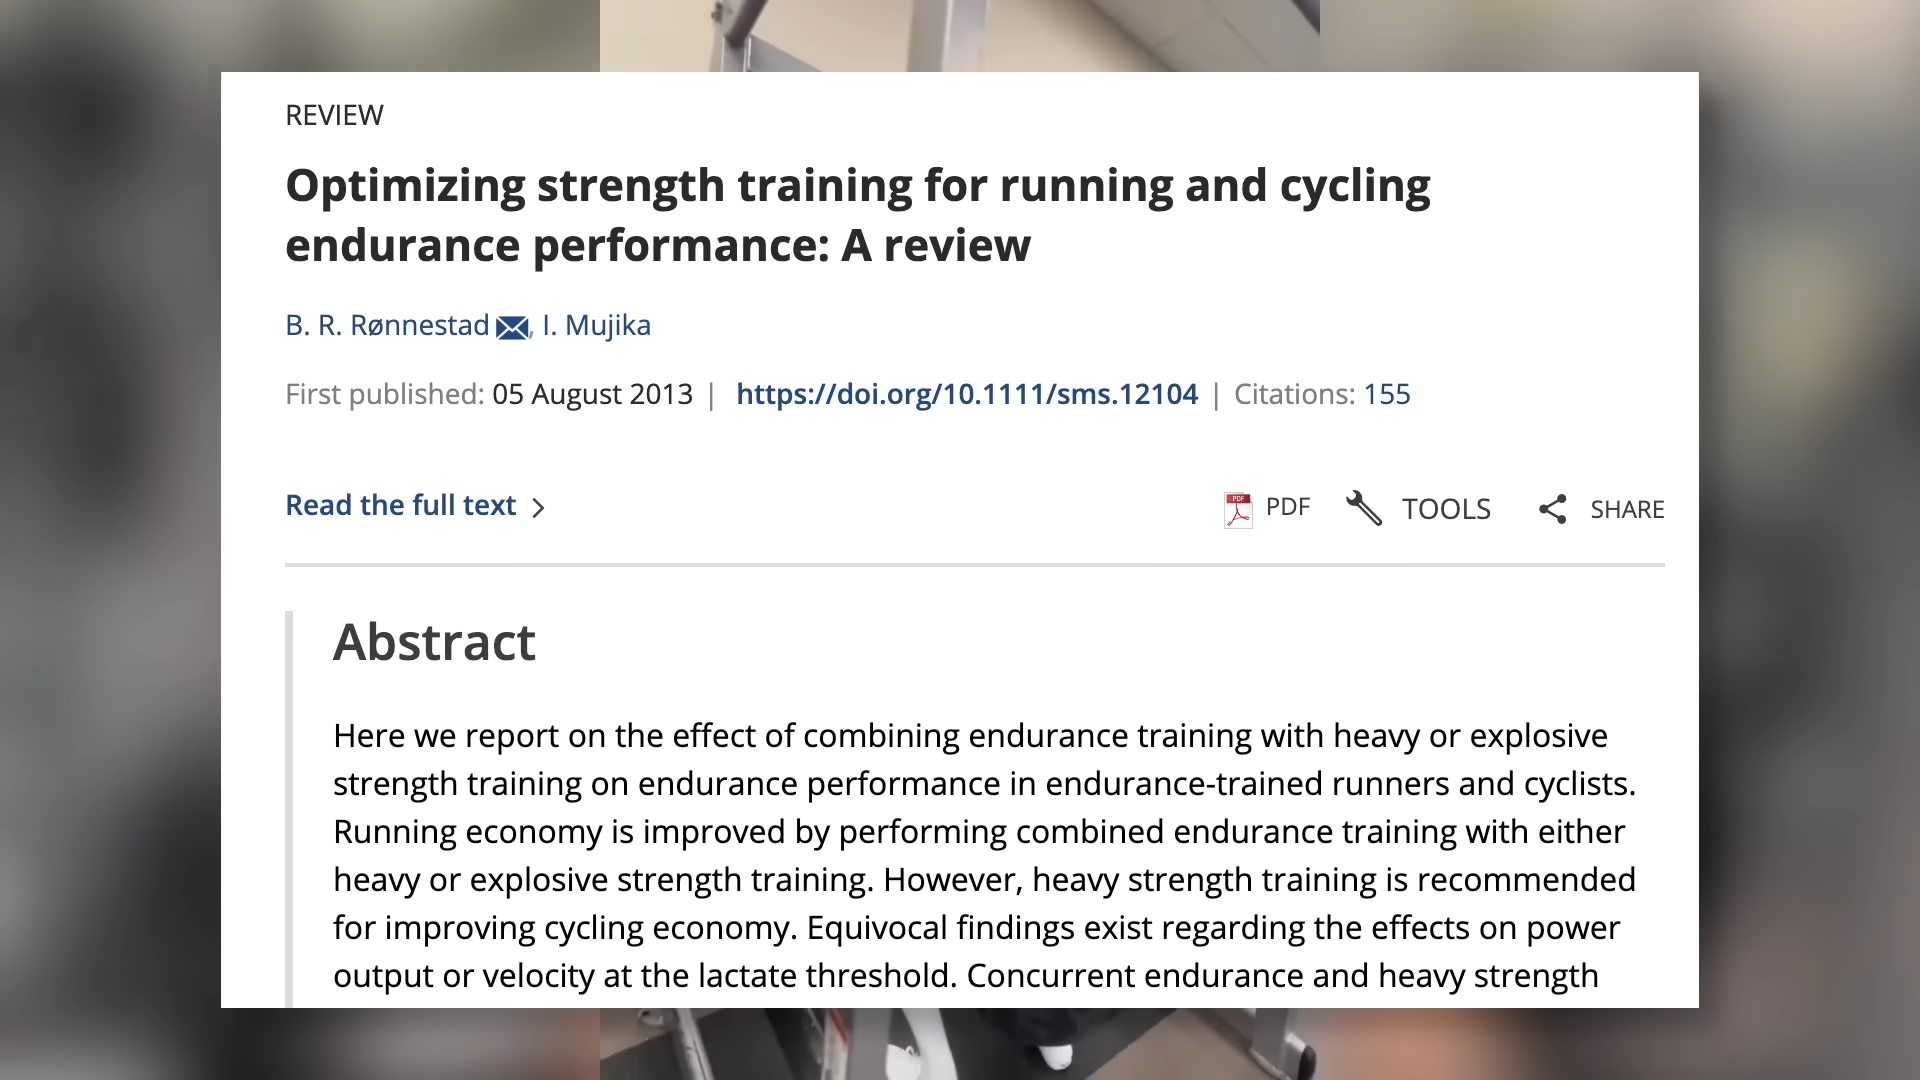 REVIEW
Optimizing strength training for running and cycling
endurance performance: A review
B. R. Rønnestad, I. Mujika
First published: 05 August 2013 | https://doi.org/10.1111/sms.12104 | Citations: 155
Read the full text > PDF TOOLS SHARE
Abstract
Here we report on the effect of combining endurance training with heavy or explosive
strength training on endurance performance in endurance-trained runners and cyclists.
Running economy is improved by performing combined endurance training with either
heavy or explosive strength training. However, heavy strength training is recommended
for improving cycling economy. Equivocal findings exist regarding the effects on power
output or velocity at the lactate threshold. Concurrent endurance and heavy strength